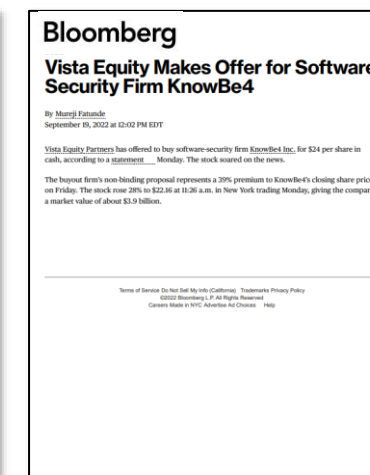 Bloomberg
Vista Equity Makes Offer for Software
Security Firm KnowBe4
By Mureji Fatunde
September 19, 2022 at 12:02 PM EDT
Vista Equity Partners has offered to buy software-security firm KnowBe4 Inc. for $24 per share in
cash, according to a statement Monday. The stock soared on the news.
The buyout firm's non-binding proposal represents a 39% premium to KnowBe4's closing share price
on Friday. The stock rose 28% to $22.16 at 11:26 a.m. in New York trading Monday, giving the compan
a market value of about $3.9 billion.
Terms of Service Do Not Sell My Info (California) Trademarks Privacy Policy
©2022 Bloomberg L.P. All Rights Reserved
Careers Made in NYC Advertise Ad Choices Help